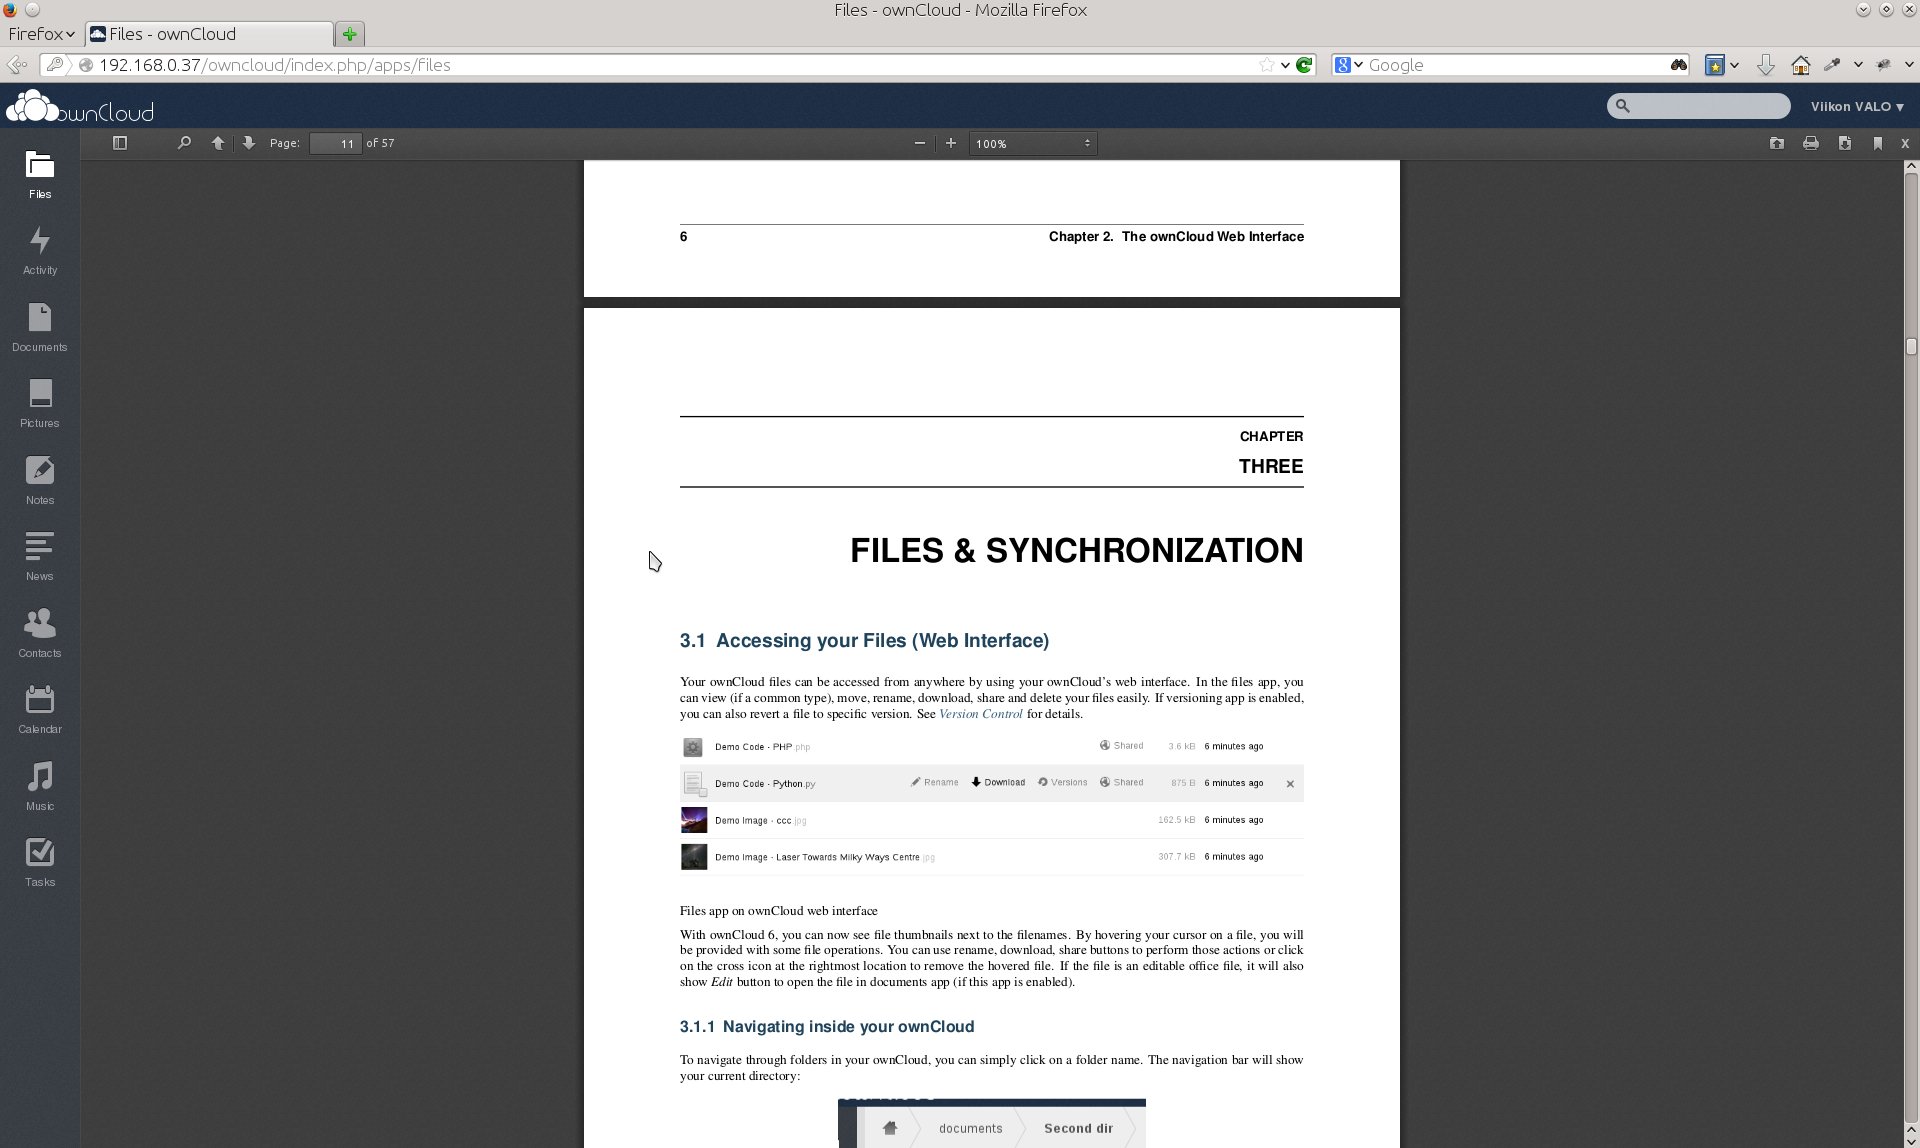 Files - ownCloud - Mozilla Firefox
Firefox
Files - ownCloud
192.168.0.37/owncloud/index.php/apps/files
Google
ownCloud
Viikon VALO ▾
Page: 11 of 57
100%
X
Files
Activity
Documents
Pictures
Notes
News
Contacts
Calendar
Music
Tasks
6 Chapter 2. The ownCloud Web Interface
CHAPTER
THREE
FILES & SYNCHRONIZATION
3.1 Accessing your Files (Web Interface)
Your ownCloud files can be accessed from anywhere by using your ownCloud's web interface. In the files app, you
can view (if a common type), move, rename, download, share and delete your files easily. If versioning app is enabled,
you can also revert a file to specific version. See Version Control for details.
Demo Code - PHP.php Shared 3.6 kB 6 minutes ago
Demo Code - Python.py Rename Download Versions Shared 875 B 6 minutes ago ×
Demo Image - ccc.jpg 162.5 kB 6 minutes ago
Demo Image - Laser Towards Milky Ways Centre.jpg 307.7 kB 6 minutes ago
Files app on ownCloud web interface
With ownCloud 6, you can now see file thumbnails next to the filenames. By hovering your cursor on a file, you will
be provided with some file operations. You can use rename, download, share buttons to perform those actions or click
on the cross icon at the rightmost location to remove the hovered file. If the file is an editable office file, it will also
show Edit button to open the file in documents app (if this app is enabled).
3.1.1 Navigating inside your ownCloud
To navigate through folders in your ownCloud, you can simply click on a folder name. The navigation bar will show
your current directory:
documents Second dir